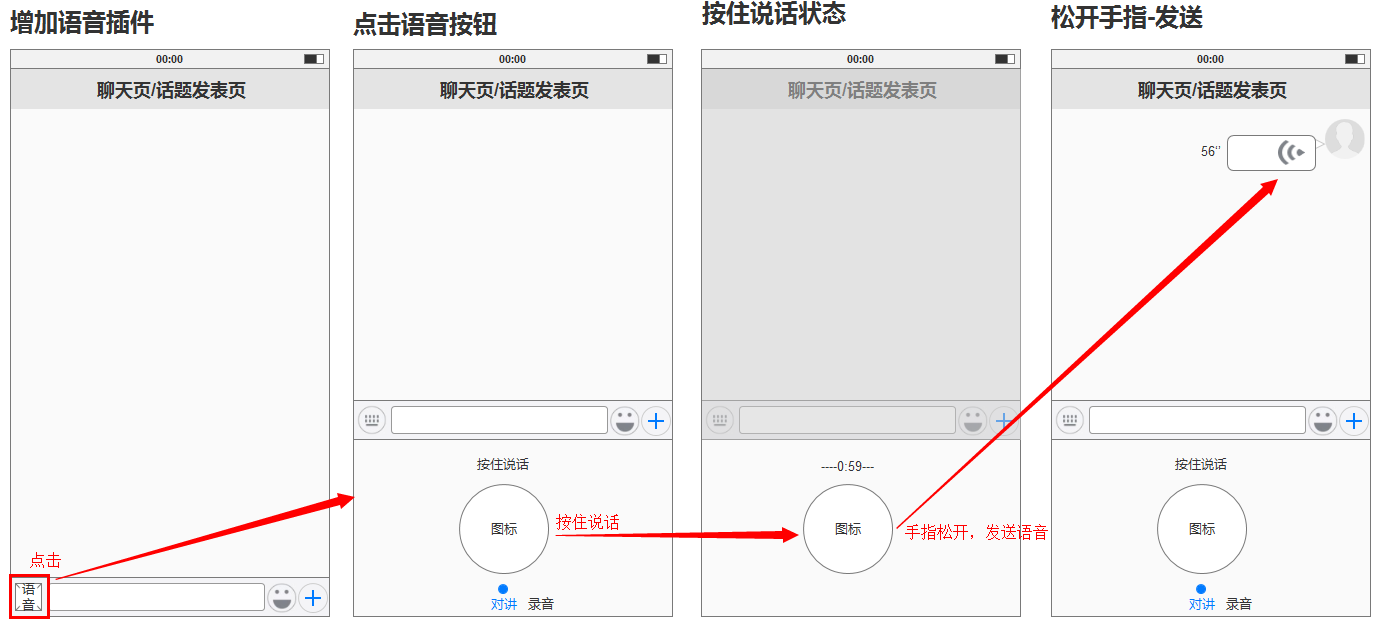 增加语音插件
00:00
聊天页/话题发表页
点击
语
音
点击语音按钮
00:00
聊天页/话题发表页
按住说话
图标
按住说话
对讲 录音
按住说话状态
00:00
聊天页/话题发表页
----0:59---
图标
手指松开，发送语音
松开手指-发送
00:00
聊天页/话题发表页
56‘’
按住说话
图标
对讲 录音